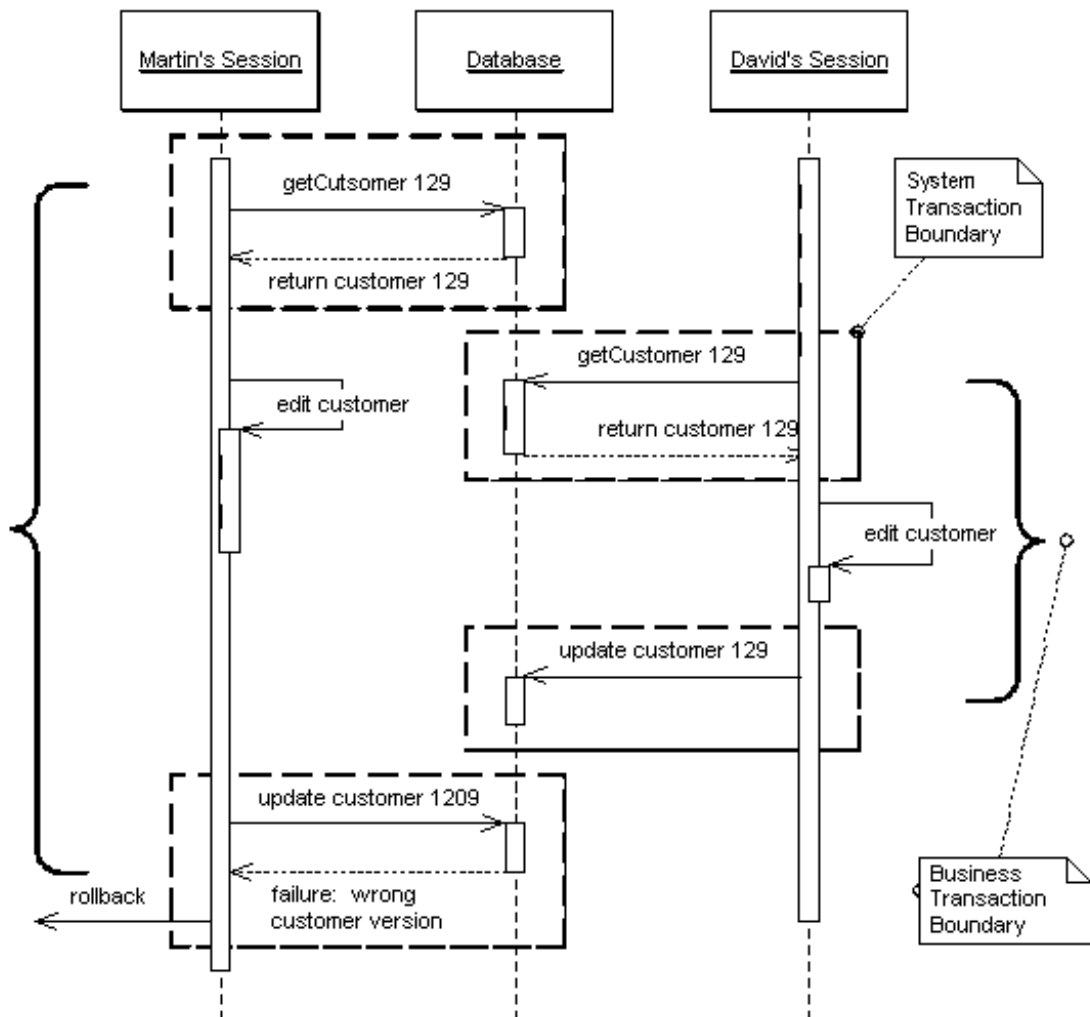 Martin's Session
Database
David's Session
getCutsomer 129
System
Transaction
Boundary
return customer 129
getCustomer 129
edit customer
return customer 129
edit customer
update customer 129
update customer 1209
rollback
failure:  wrong
customer version
Business
Transaction
Boundary